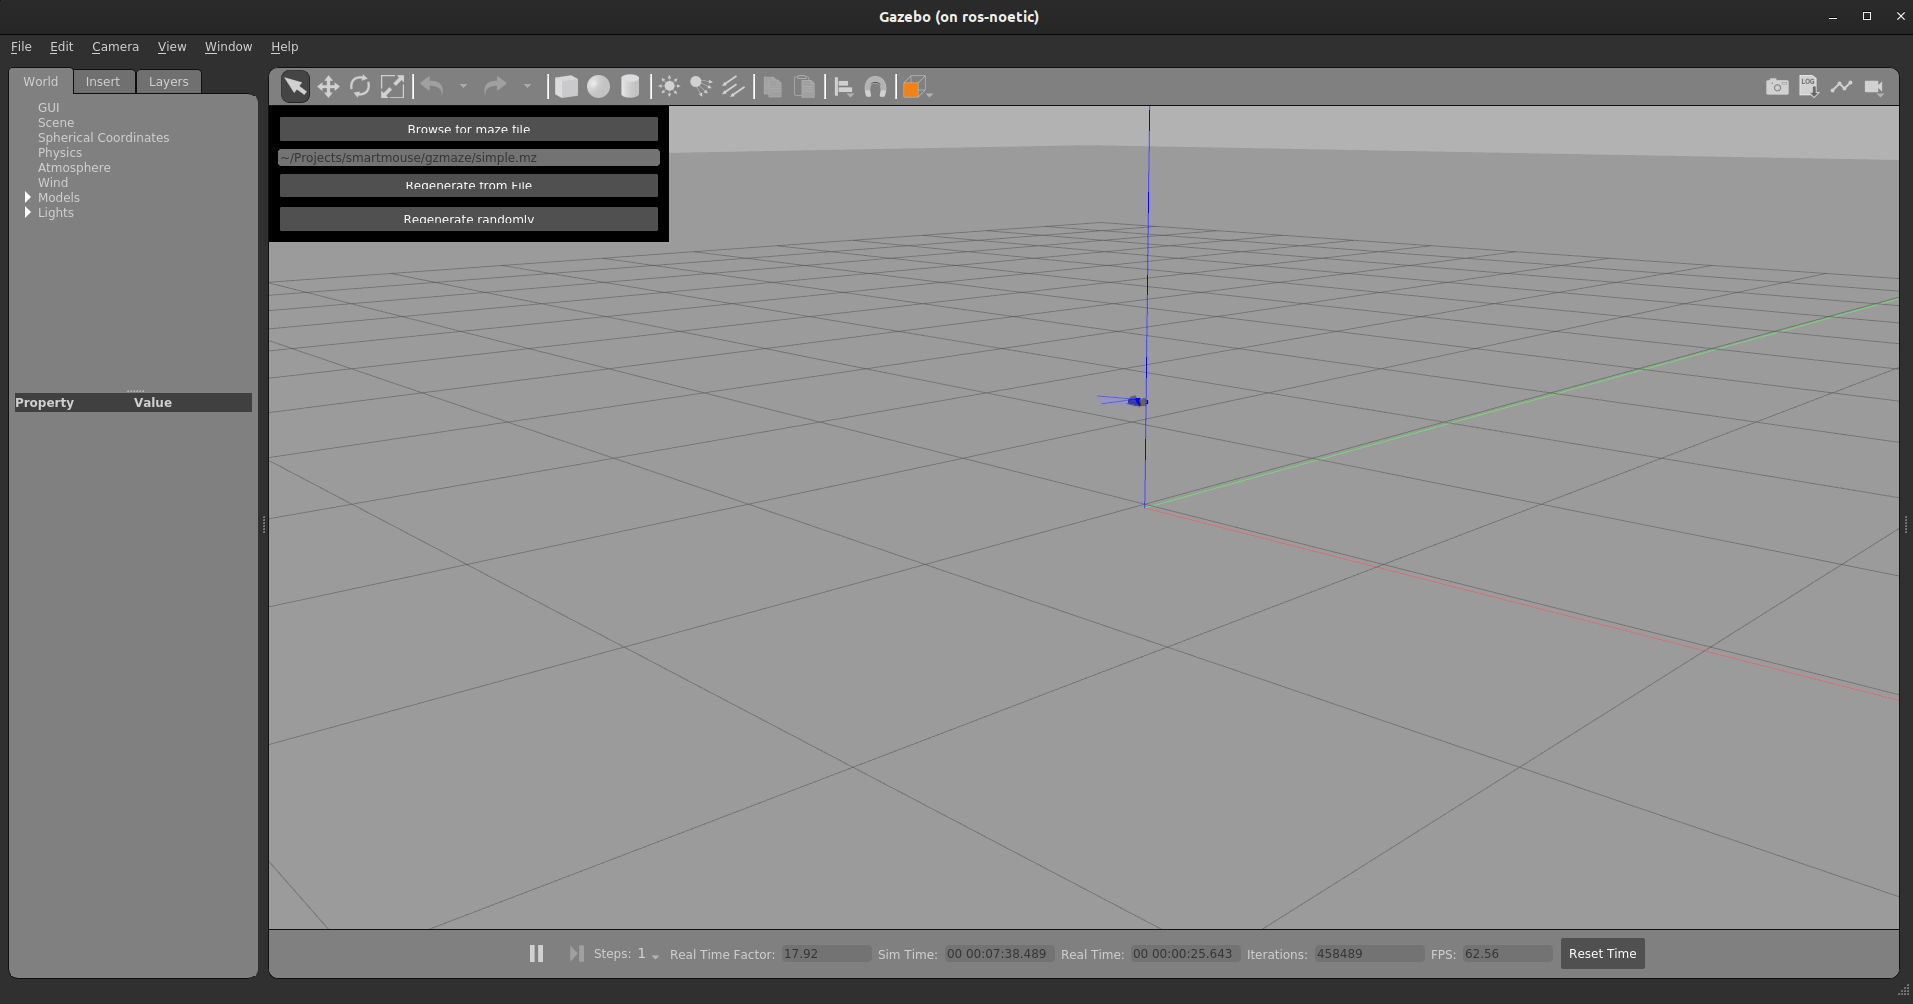 Gazebo (on ros-noetic)
File Edit Camera View Window Help
World Insert Layers
LOG
GUI
Scene
Spherical Coordinates
Physics
Atmosphere
Wind
Models
Lights
Property Value
Browse for maze file
~/Projects/smartmouse/gzmaze/simple.mz
Regenerate from File
Regenerate randomly
Steps: 1 Real Time Factor: 17.92 Sim Time: 00 00:07:38.489 Real Time: 00 00:00:25.643 Iterations: 458489 FPS: 62.56 Reset Time